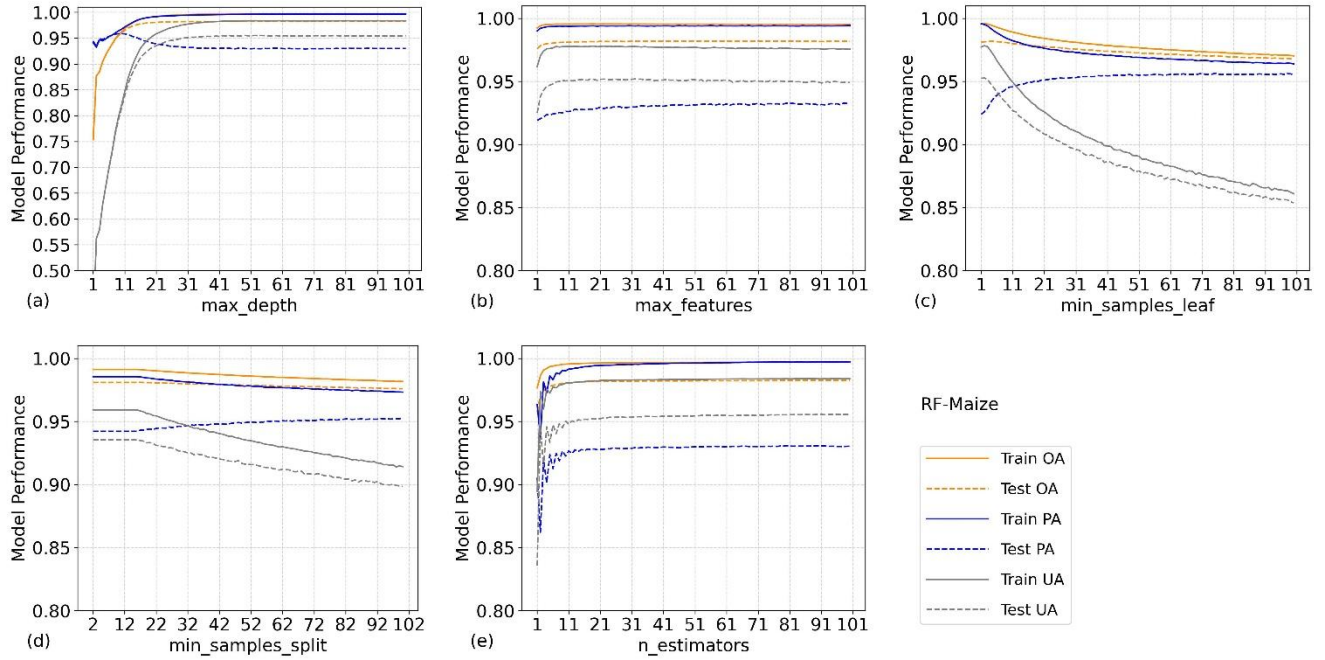 1.00
0.95
0.90
0.85
0.80
0.75
0.70
0.65
0.60
0.55
0.50
Model Performance
1 11 21 31 41 51 61 71 81 91 101
(a) max_depth
1.00
0.95
0.90
0.85
0.80
Model Performance
1 11 21 31 41 51 61 71 81 91 101
(b) max_features
1.00
0.95
0.90
0.85
0.80
Model Performance
1 11 21 31 41 51 61 71 81 91 101
(c) min_samples_leaf
1.00
0.95
0.90
0.85
0.80
Model Performance
2 12 22 32 42 52 62 72 82 92 102
(d) min_samples_split
1.00
0.95
0.90
0.85
0.80
Model Performance
1 11 21 31 41 51 61 71 81 91 101
(e) n_estimators
RF-Maize
Train OA
Test OA
Train PA
Test PA
Train UA
Test UA